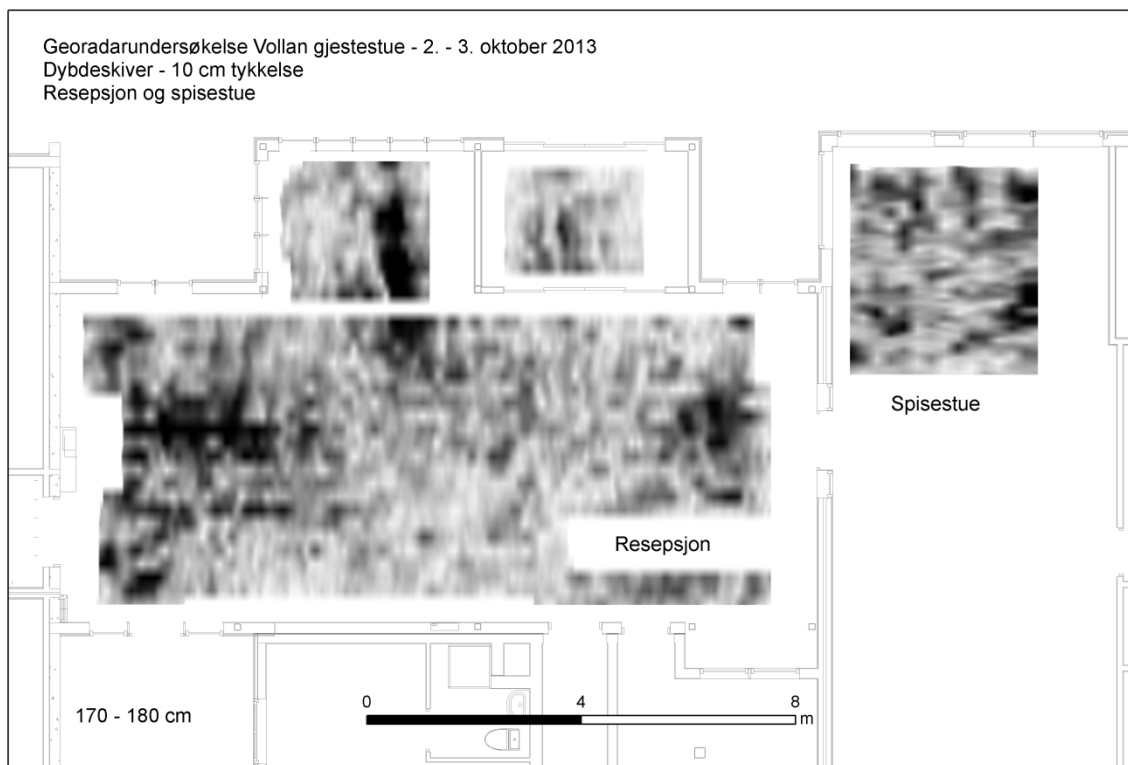 Georadarundersøkelse Vollan gjestestue - 2. - 3. oktober 2013
Dybdeskiver - 10 cm tykkelse
Resepsjon og spisestue
Spisestue
Resepsjon
170 - 180 cm
0 4 8
m